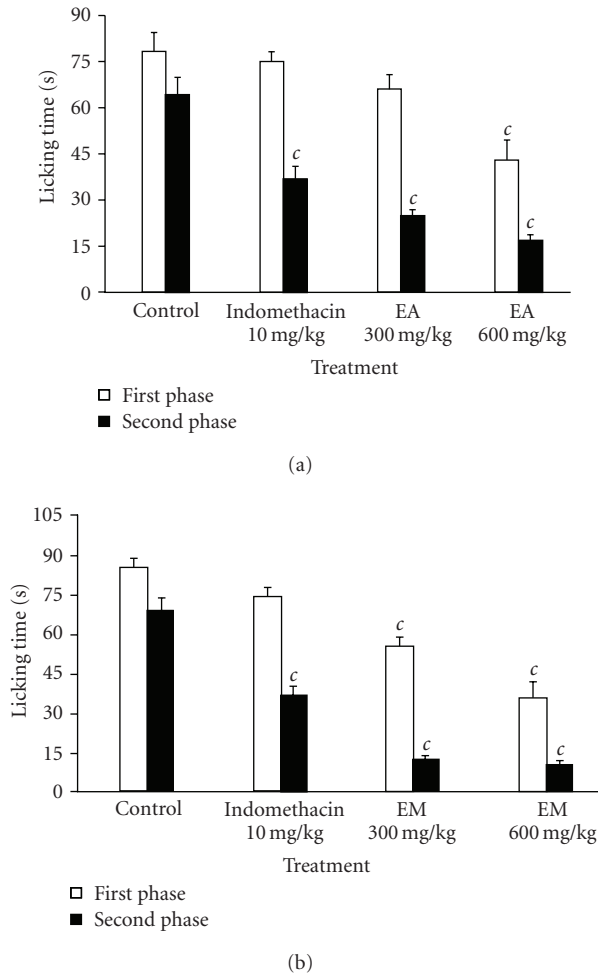 90
75
60
45
30
15
0
Licking time (s)
c
c
c
c
Control
Indomethacin
10 mg/kg
EA
300 mg/kg
EA
600 mg/kg
Treatment
First phase
Second phase
(a)
105
90
75
60
45
30
15
0
Licking time (s)
c
c
c
c
c
Control
Indomethacin
10 mg/kg
EM
300 mg/kg
EM
600 mg/kg
Treatment
First phase
Second phase
(b)